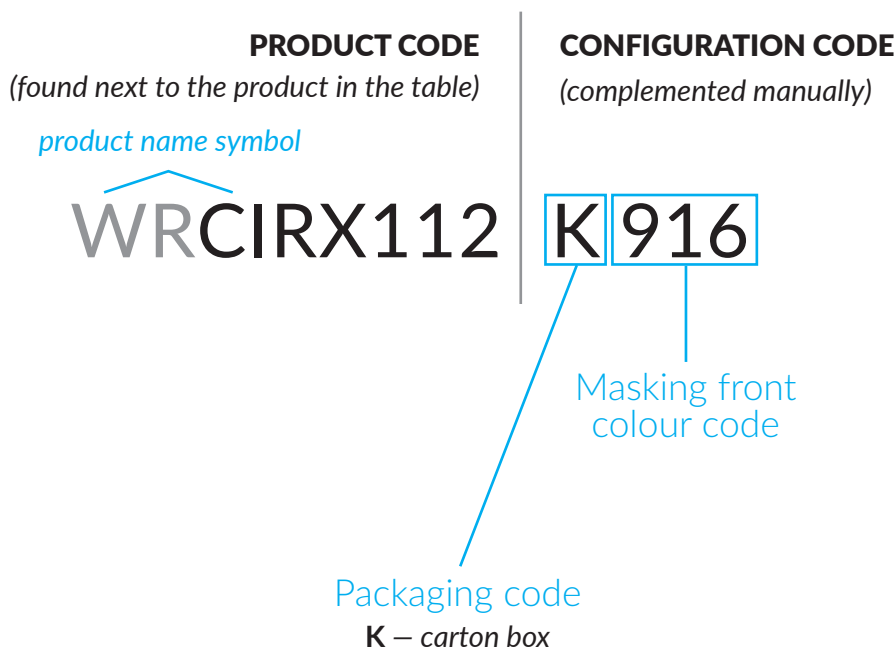 PRODUCT CODE
(found next to the product in the table)
product name symbol
CONFIGURATION CODE
(complemented manually)
WRCIRX112 K 916
Masking front
colour code
Packaging code
K – carton box